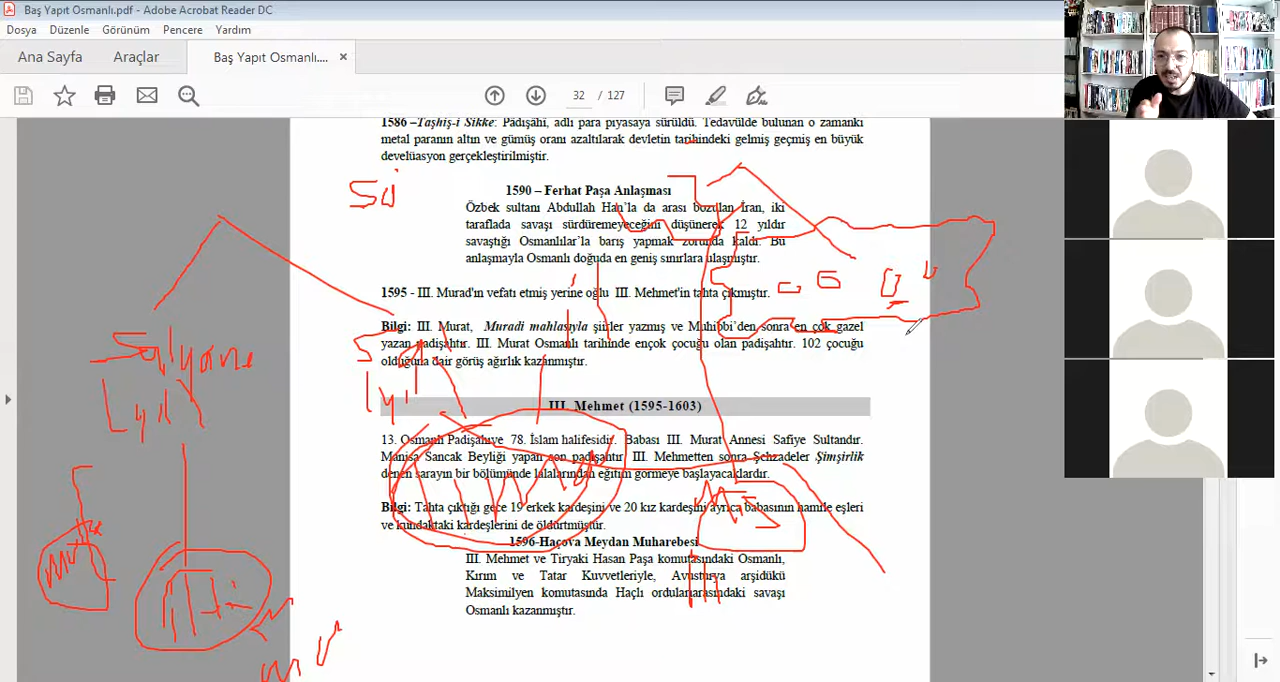 Baş Yapıt Osmanlı.pdf - Adobe Acrobat Reader DC
Dosya Düzenle Görünüm Pencere Yardım
Ana Sayfa Araçlar Baş Yapıt Osmanlı.... ×
32 / 127
1586 –Taşhiş-i Sikke: Padişahi, adlı para piyasaya sürüldü. Tedavülde bulunan o zamanki
metal paranın altın ve gümüş oranı azaltılarak devletin tarihindeki gelmiş geçmiş en büyük
develüasyon gerçekleştirilmiştir.
1590 – Ferhat Paşa Anlaşması
Özbek sultanı Abdullah Han'la da arası bozulan İran, iki
taraflada savaşı sürdüremeyeceğini düşünerek 12 yıldır
savaştığı Osmanlılar'la barış yapmak zorunda kaldı. Bu
anlaşmayla Osmanlı doğuda en geniş sınırlara ulaşmıştır.
1595 - III. Murad'ın vefatı etmiş yerine oğlu III. Mehmet'in tahta çıkmıştır.
Bilgi: III. Murat, Muradi mahlasıyla şiirler yazmış ve Muhibbi'den sonra en çok gazel
yazan padişahtır. III. Murat Osmanlı tarihinde ençok çocuğu olan padişahtır. 102 çocuğu
olduğuna dair görüş ağırlık kazanmıştır.
Salyane
III. Mehmet (1595-1603)
13. Osmanlı Padişahı ve 78. İslam halifesidir. Babası III. Murat Annesi Safiye Sultandır.
Manisa Sancak Beyliği yapan son padişahtır. III. Mehmetten sonra Şehzadeler Şimşirlik
denen sarayın bir bölümünde lalalarından eğitim görmeye başlayacaklardır.
Bilgi: Tahta çıktığı gece 19 erkek kardeşini ve 20 kız kardeşini ayrıca babasının hamile eşleri
ve kundaktaki kardeşlerini de öldürtmüştür.
1596-Haçova Meydan Muharebesi
III. Mehmet ve Tiryaki Hasan Paşa komutasındaki Osmanlı,
Kırım ve Tatar Kuvvetleriyle, Avusturya arşidükü
Maksimilyen komutasında Haçlı ordularıarasındaki savaşı
Osmanlı kazanmıştır.